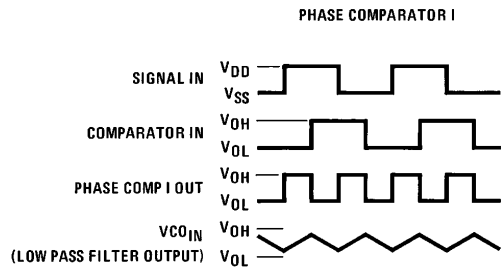 PHASE COMPARATOR I
SIGNAL IN
VDD
VSS
COMPARATOR IN
VOH
VOL
PHASE COMP I OUT
VOH
VOL
VCOIN
(LOW PASS FILTER OUTPUT)
VOH
VOL